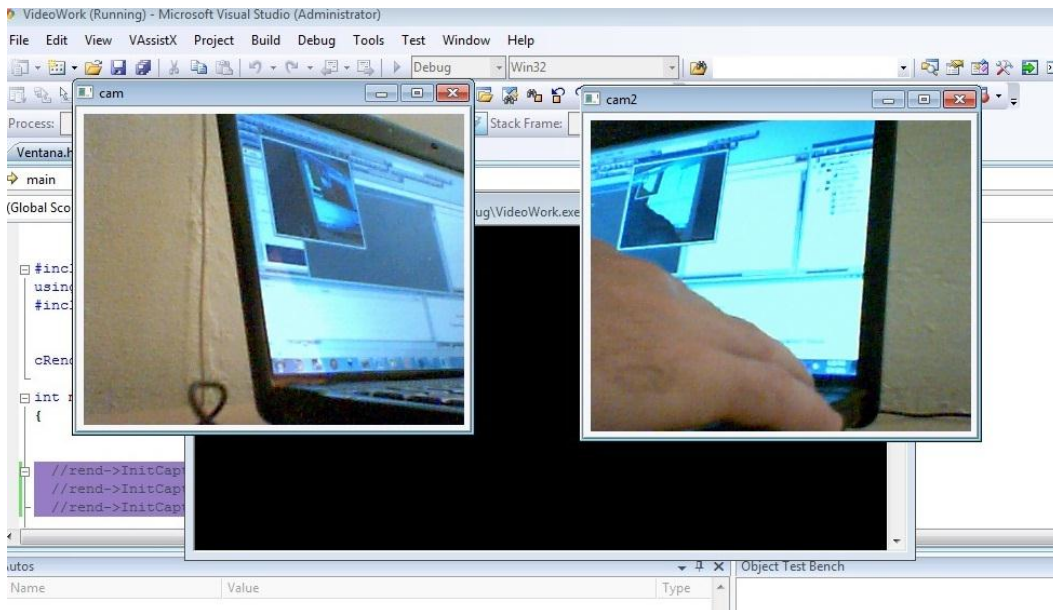 VideoWork (Running) - Microsoft Visual Studio (Administrator)
File Edit View VAssistX Project Build Debug Tools Test Window Help
Debug Win32
cam
cam2
Process:
Stack Frame:
Ventana.h
main
(Global Sco
ug\VideoWork.exe
#incl
using
#incl
cRend
int
{
//rend->InitCapt
//rend->InitCapt
//rend->InitCapt
Autos
Object Test Bench
Name Value Type